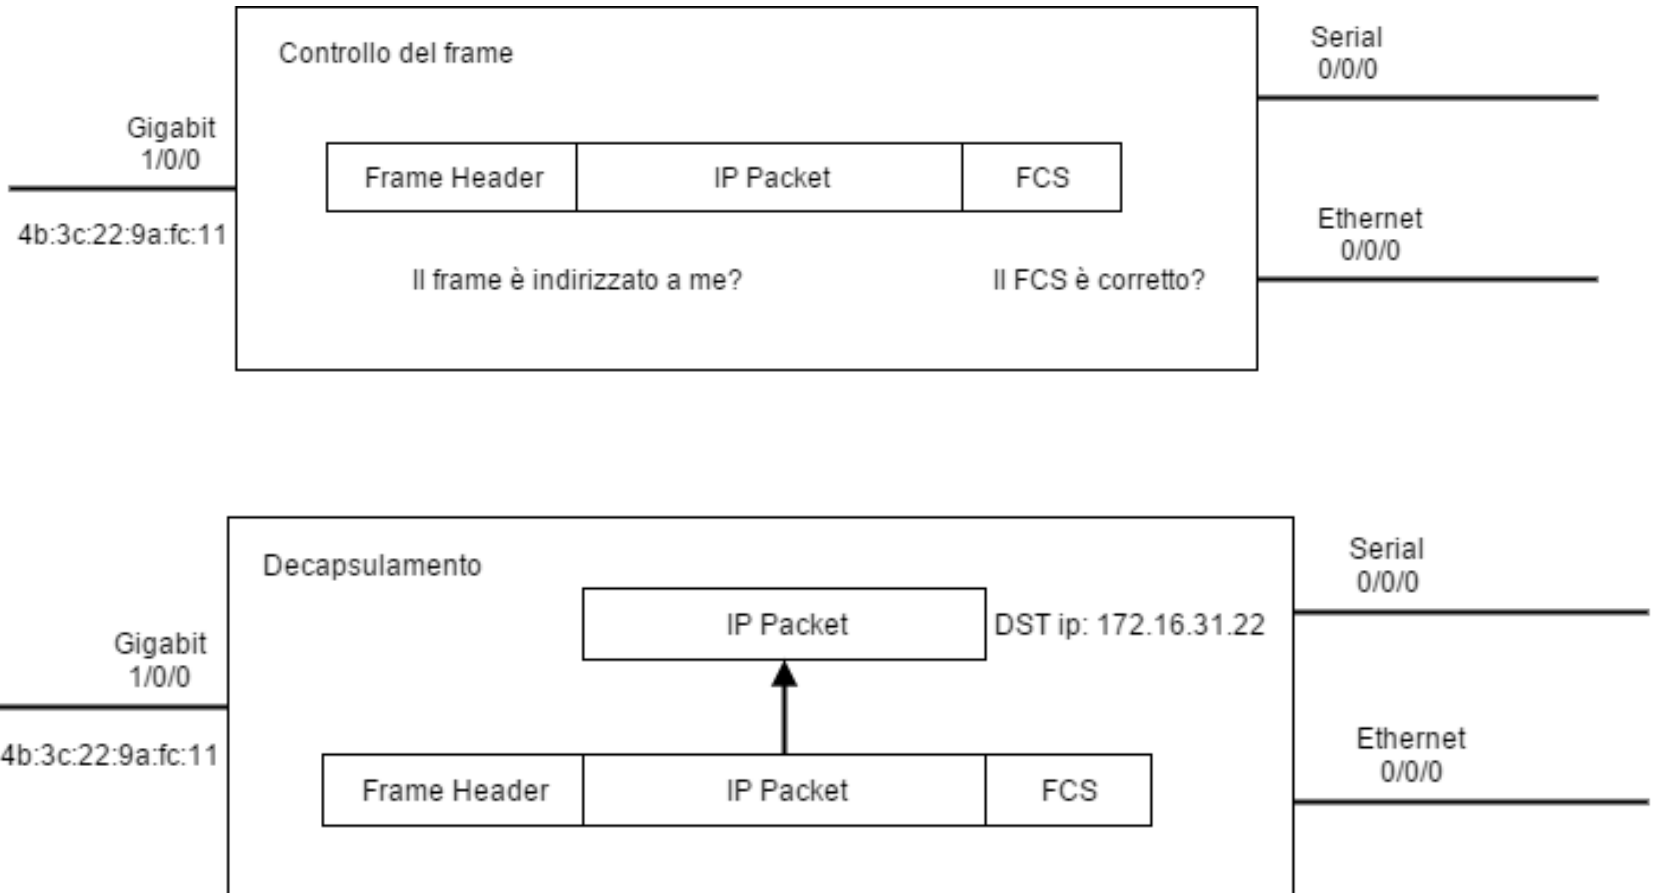 Controllo del frame
Serial
0/0/0
Gigabit
1/0/0
Frame Header
IP Packet
FCS
4b:3c:22:9a:fc:11
Ethernet
0/0/0
Il frame è indirizzato a me?
Il FCS è corretto?
Decapsulamento
Serial
0/0/0
IP Packet
DST ip: 172.16.31.22
Gigabit
1/0/0
4b:3c:22:9a:fc:11
Ethernet
0/0/0
Frame Header
IP Packet
FCS